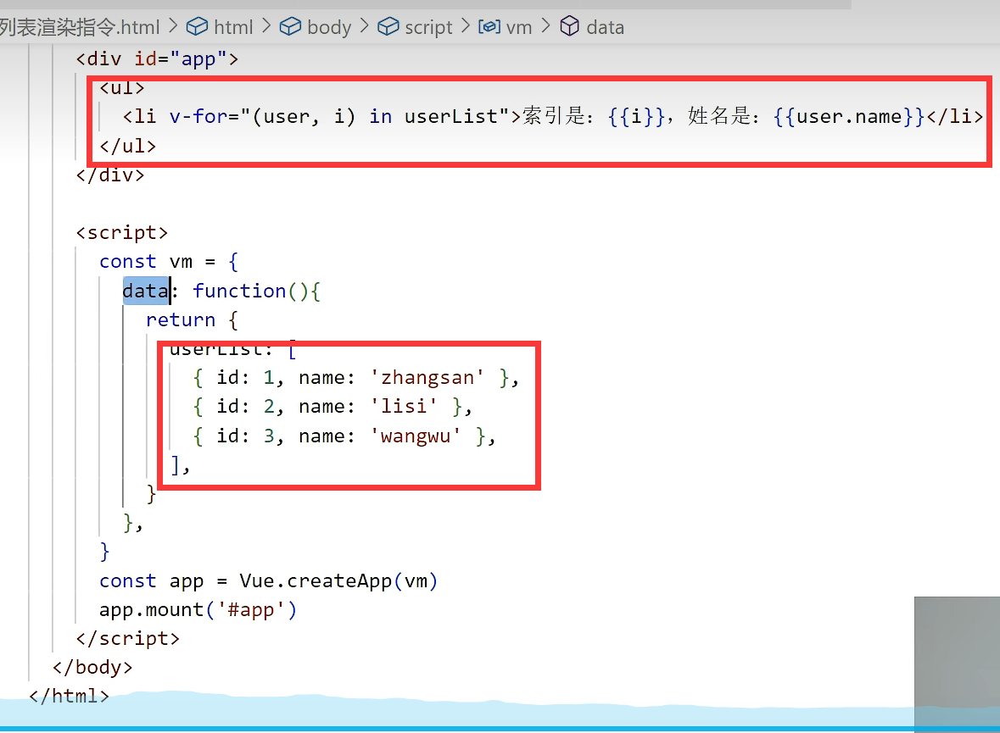 列表渲染指令.html > html > body > script > vm > data
<div id="app">
<ul>
<li v-for="(user, i) in userList">索引是：{{i}}，姓名是：{{user.name}}</li>
</ul>
</div>
<script>
const vm = {
data: function(){
return {
userList: [
{ id: 1, name: 'zhangsan' },
{ id: 2, name: 'lisi' },
{ id: 3, name: 'wangwu' },
],
}
},
}
const app = Vue.createApp(vm)
app.mount('#app')
</script>
</body>
</html>